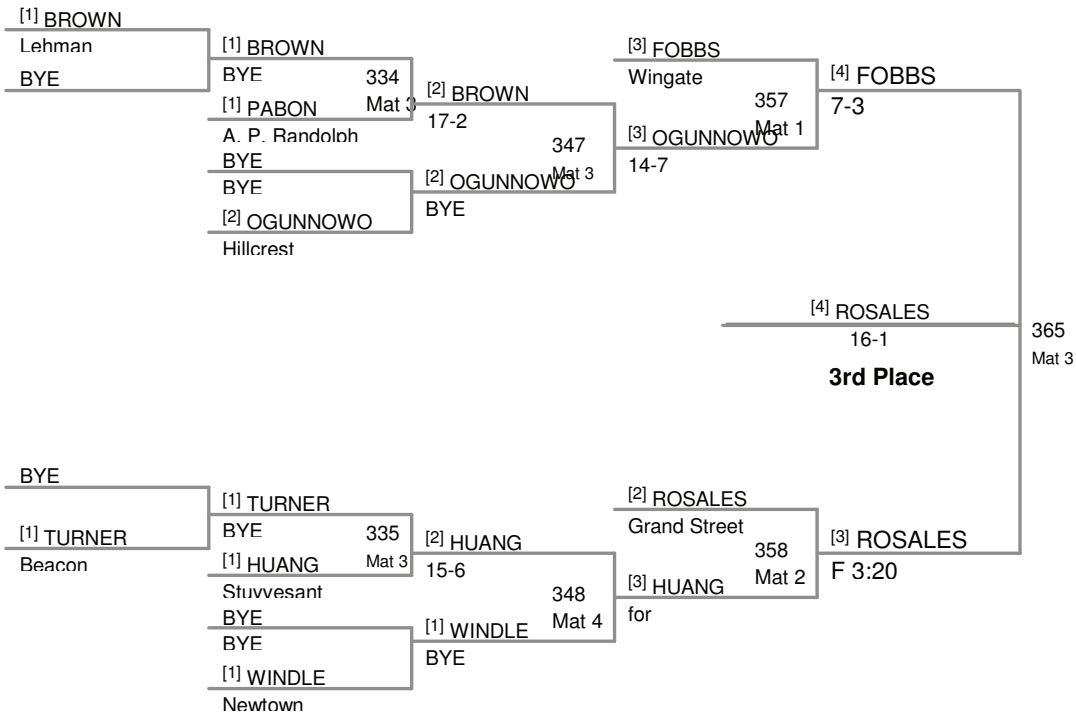 [1] BROWN
Lehman
BYE
[1] BROWN
BYE
334
Mat 3
[1] PABON
A. P. Randolph
BYE
BYE
[2] OGUNNOWO
Hillcrest
[2] BROWN
17-2
347
Mat 3
[2] OGUNNOWO
BYE
[3] FOBBS
Wingate
357
Mat 1
[3] OGUNNOWO
14-7
[4] FOBBS
7-3
[4] ROSALES
16-1
3rd Place
365
Mat 3
BYE
[1] TURNER
Beacon
[1] TURNER
BYE
335
Mat 3
[1] HUANG
Stuyvesant
BYE
BYE
[1] WINDLE
Newtown
[2] HUANG
15-6
348
Mat 4
[1] WINDLE
BYE
[2] ROSALES
Grand Street
358
Mat 2
[3] HUANG
for
[3] ROSALES
F 3:20